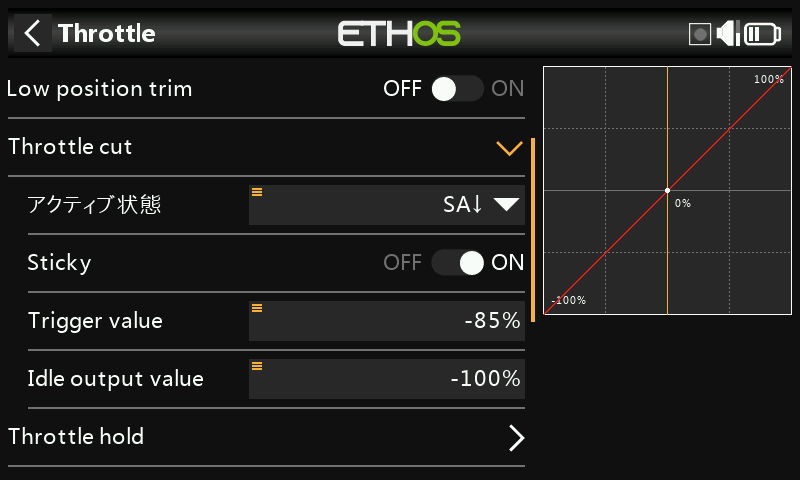 Throttle
ETHOS
Low position trim OFF ON
Throttle cut
アクティブ状態 SA↓
Sticky OFF ON
Trigger value -85%
Idle output value -100%
Throttle hold
100%
0%
-100%